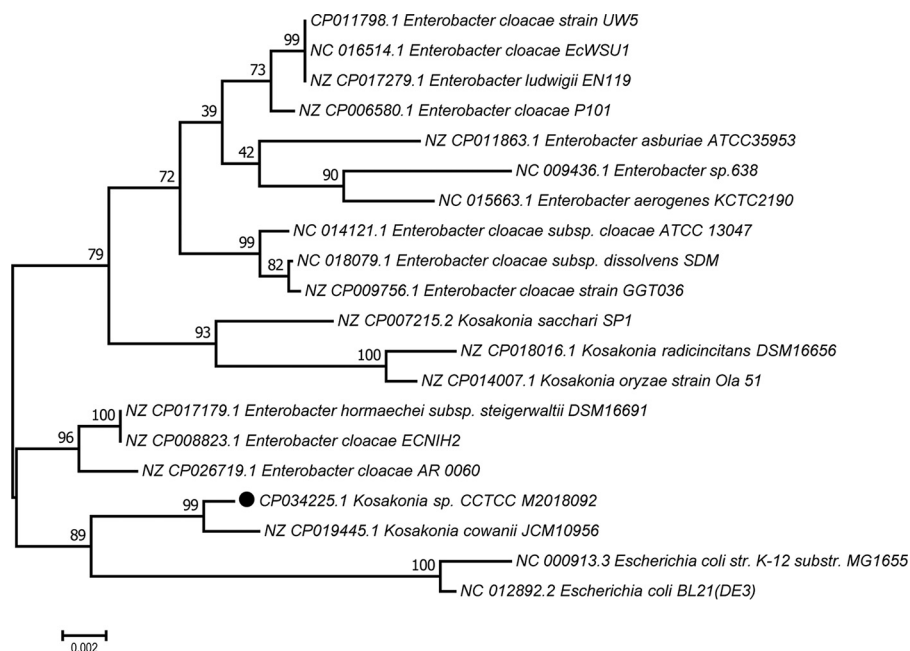 CP011798.1 Enterobacter cloacae strain UW5
99
NC 016514.1 Enterobacter cloacae EcWSU1
73
NZ CP017279.1 Enterobacter ludwigii EN119
39
NZ CP006580.1 Enterobacter cloacae P101
NZ CP011863.1 Enterobacter asburiae ATCC35953
42
NC 009436.1 Enterobacter sp.638
72
90
NC 015663.1 Enterobacter aerogenes KCTC2190
NC 014121.1 Enterobacter cloacae subsp. cloacae ATCC 13047
99
79
NC 018079.1 Enterobacter cloacae subsp. dissolvens SDM
82
NZ CP009756.1 Enterobacter cloacae strain GGT036
NZ CP007215.2 Kosakonia sacchari SP1
93
NZ CP018016.1 Kosakonia radicincitans DSM16656
100
NZ CP014007.1 Kosakonia oryzae strain Ola 51
NZ CP017179.1 Enterobacter hormaechei subsp. steigerwaltii DSM16691
100
96
NZ CP008823.1 Enterobacter cloacae ECNIH2
NZ CP026719.1 Enterobacter cloacae AR 0060
CP034225.1 Kosakonia sp. CCTCC M2018092
99
NZ CP019445.1 Kosakonia cowanii JCM10956
89
NC 000913.3 Escherichia coli str. K-12 substr. MG1655
100
NC 012892.2 Escherichia coli BL21(DE3)
0.002